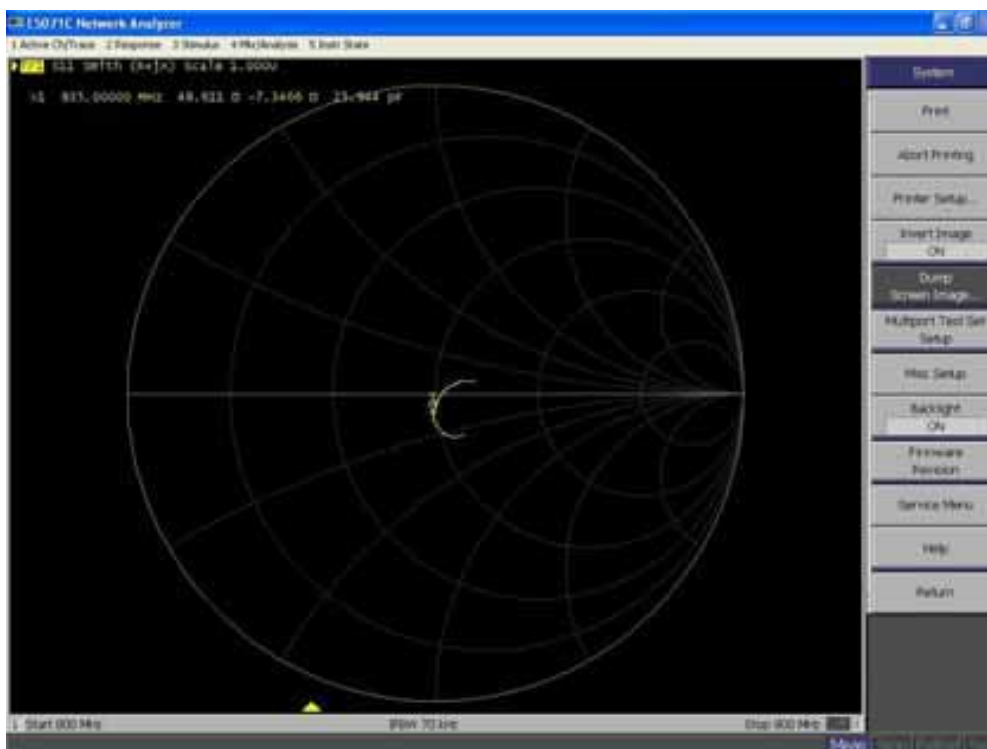 E5071C Network Analyzer
1 Active Ch/Trace 2 Response 3 Stimulus 4 Mkr/Analysis 5 Instr State
S11 Smith (R+jX) Scale 1.000U
>1 835.00000 MHz
System
Print
Abort Printing
Printer Setup...
Invert Image
ON
Dump
Screen Image...
Multiport Test Set
Setup
Misc Setup
Backlight
ON
Firmware
Revision
Service Menu
Help
Return
1 Start 800 MHz IFBW 70 kHz Stop 900 MHz